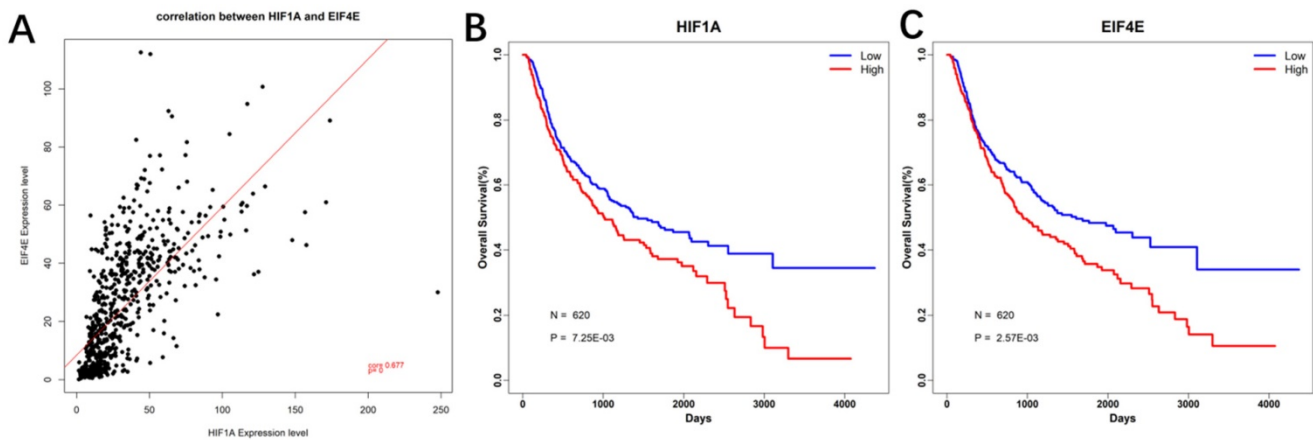 A
correlation between HIF1A and EIF4E
EIF4E Expression level
0
20
40
60
80
100
cor= 0.677
p= 0
0
50
100
150
200
250
HIF1A Expression level
B
HIF1A
Low
High
Overall Survival(%)
0.0
0.2
0.4
0.6
0.8
1.0
N = 620
P = 7.25E-03
0
1000
2000
3000
4000
Days
C
EIF4E
Low
High
Overall Survival(%)
0.0
0.2
0.4
0.6
0.8
1.0
N = 620
P = 2.57E-03
0
1000
2000
3000
4000
Days